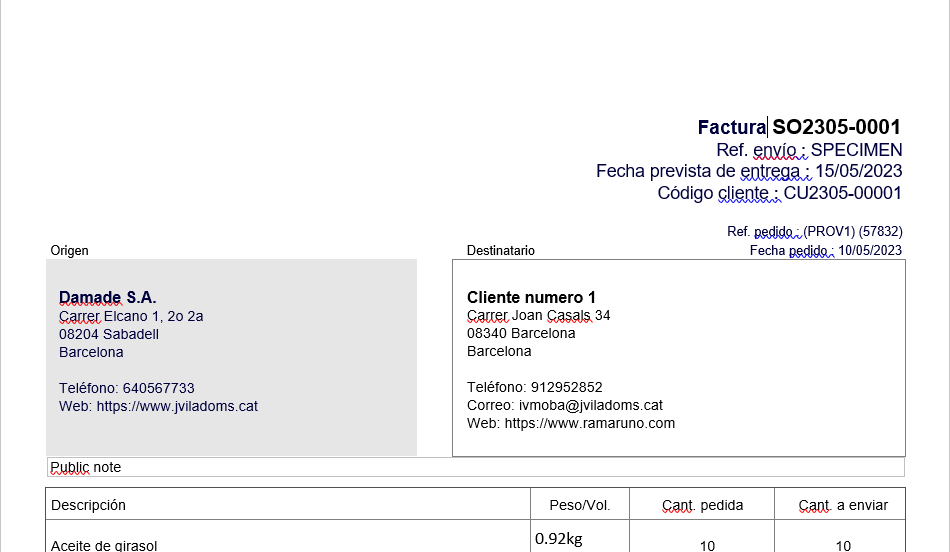 Factura SO2305-0001
Ref. envío : SPECIMEN
Fecha prevista de entrega : 15/05/2023
Código cliente : CU2305-00001
Ref. pedido : (PROV1) (57832)
Fecha pedido : 10/05/2023
Origen
Destinatario
Damade S.A.
Carrer Elcano 1, 2o 2a
08204 Sabadell
Barcelona
Teléfono: 640567733
Web: https://www.jviladoms.cat
Cliente numero 1
Carrer Joan Casals 34
08340 Barcelona
Barcelona
Teléfono: 912952852
Correo: ivmoba@jviladoms.cat
Web: https://www.ramaruno.com
Public note
Descripción Peso/Vol. Cant. pedida Cant. a enviar
Aceite de girasol 0.92kg 10 10